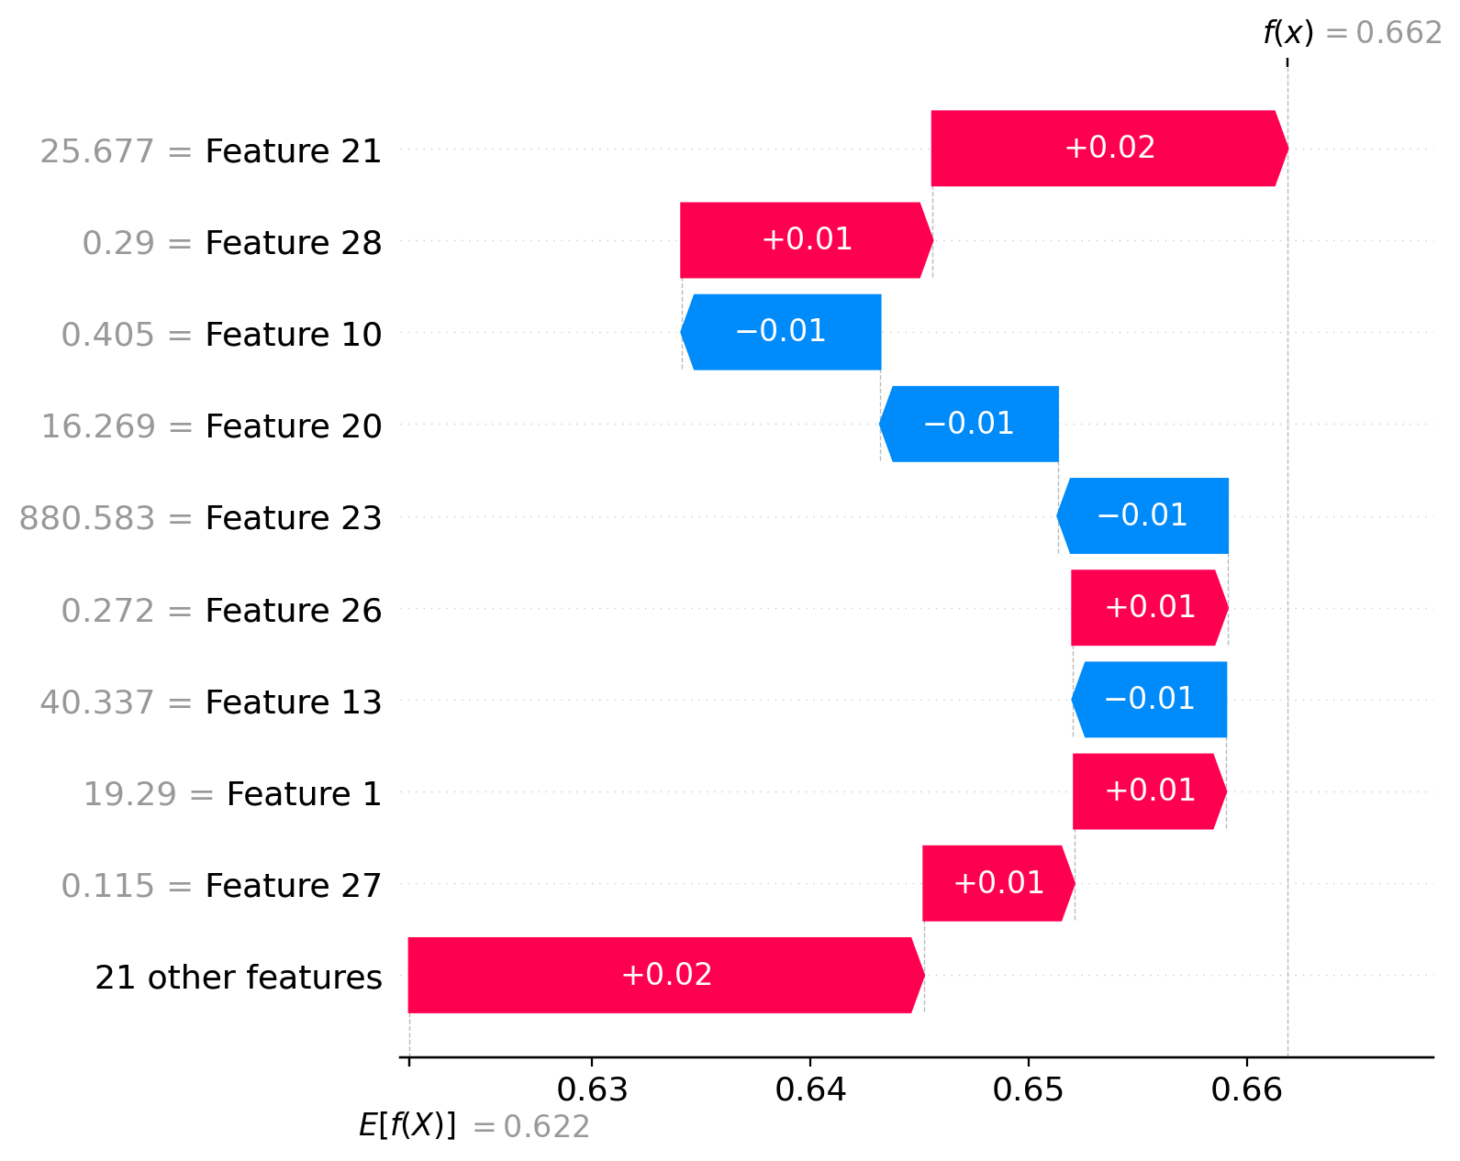 f(x) = 0.662
25.677 = Feature 21
+0.02
0.29 = Feature 28
+0.01
0.405 = Feature 10
−0.01
16.269 = Feature 20
−0.01
880.583 = Feature 23
−0.01
0.272 = Feature 26
+0.01
40.337 = Feature 13
−0.01
19.29 = Feature 1
+0.01
0.115 = Feature 27
+0.01
21 other features
+0.02
0.63 0.64 0.65 0.66
E[f(X)] = 0.622